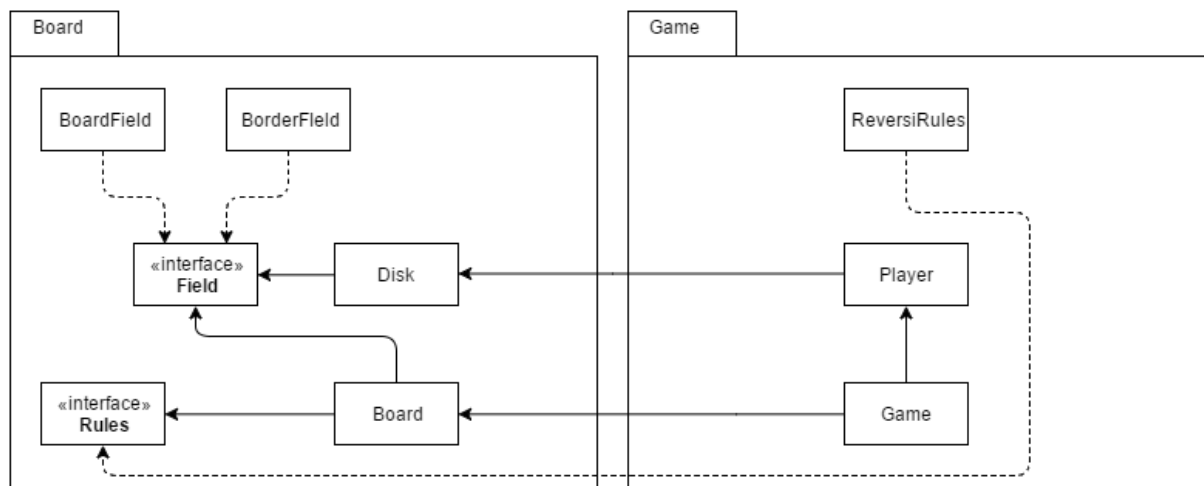 Board
Game
BoardField
BorderFIeld
ReversiRules
«interface»
Field
Disk
Player
«interface»
Rules
Board
Game